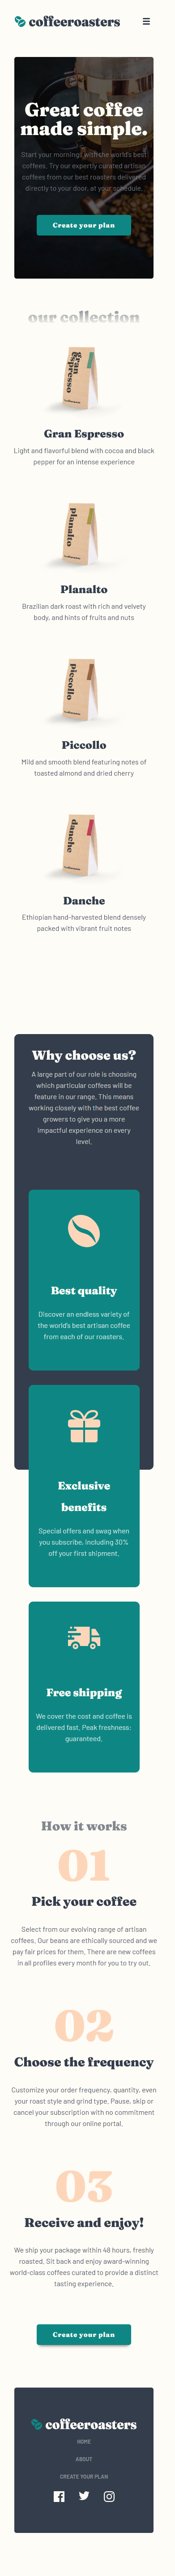 coffeeroasters
Great coffee
made simple.
Start your mornings with the world's best
coffees. Try our expertly curated artisan
coffees from our best roasters delivered
directly to your door, at your schedule.
Create your plan
our collection
gran
espresso
Gran Espresso
Light and flavorful blend with cocoa and black
pepper for an intense experience
planalto
Planalto
Brazilian dark roast with rich and velvety
body, and hints of fruits and nuts
piccollo
Piccollo
Mild and smooth blend featuring notes of
toasted almond and dried cherry
danche
Danche
Ethiopian hand-harvested blend densely
packed with vibrant fruit notes
Why choose us?
A large part of our role is choosing
which particular coffees will be
feature in our range. This means
working closely with the best coffee
growers to give you a more
impactful experience on every
level.
Best quality
Discover an endless variety of
the world's best artisan coffee
from each of our roasters.
Exclusive
benefits
Special offers and swag when
you subscribe, including 30%
off your first shipment.
Free shipping
We cover the cost and coffee is
delivered fast. Peak freshness:
guaranteed.
How it works
01
Pick your coffee
Select from our evolving range of artisan
coffees. Our beans are ethically sourced and we
pay fair prices for them. There are new coffees
in all profiles every month for you to try out.
02
Choose the frequency
Customize your order frequency, quantity, even
your roast style and grind type. Pause, skip or
cancel your subscription with no commitment
through our online portal.
03
Receive and enjoy!
We ship your package within 48 hours, freshly
roasted. Sit back and enjoy award-winning
world-class coffees curated to provide a distinct
tasting experience.
Create your plan
coffeeroasters
HOME
ABOUT
CREATE YOUR PLAN